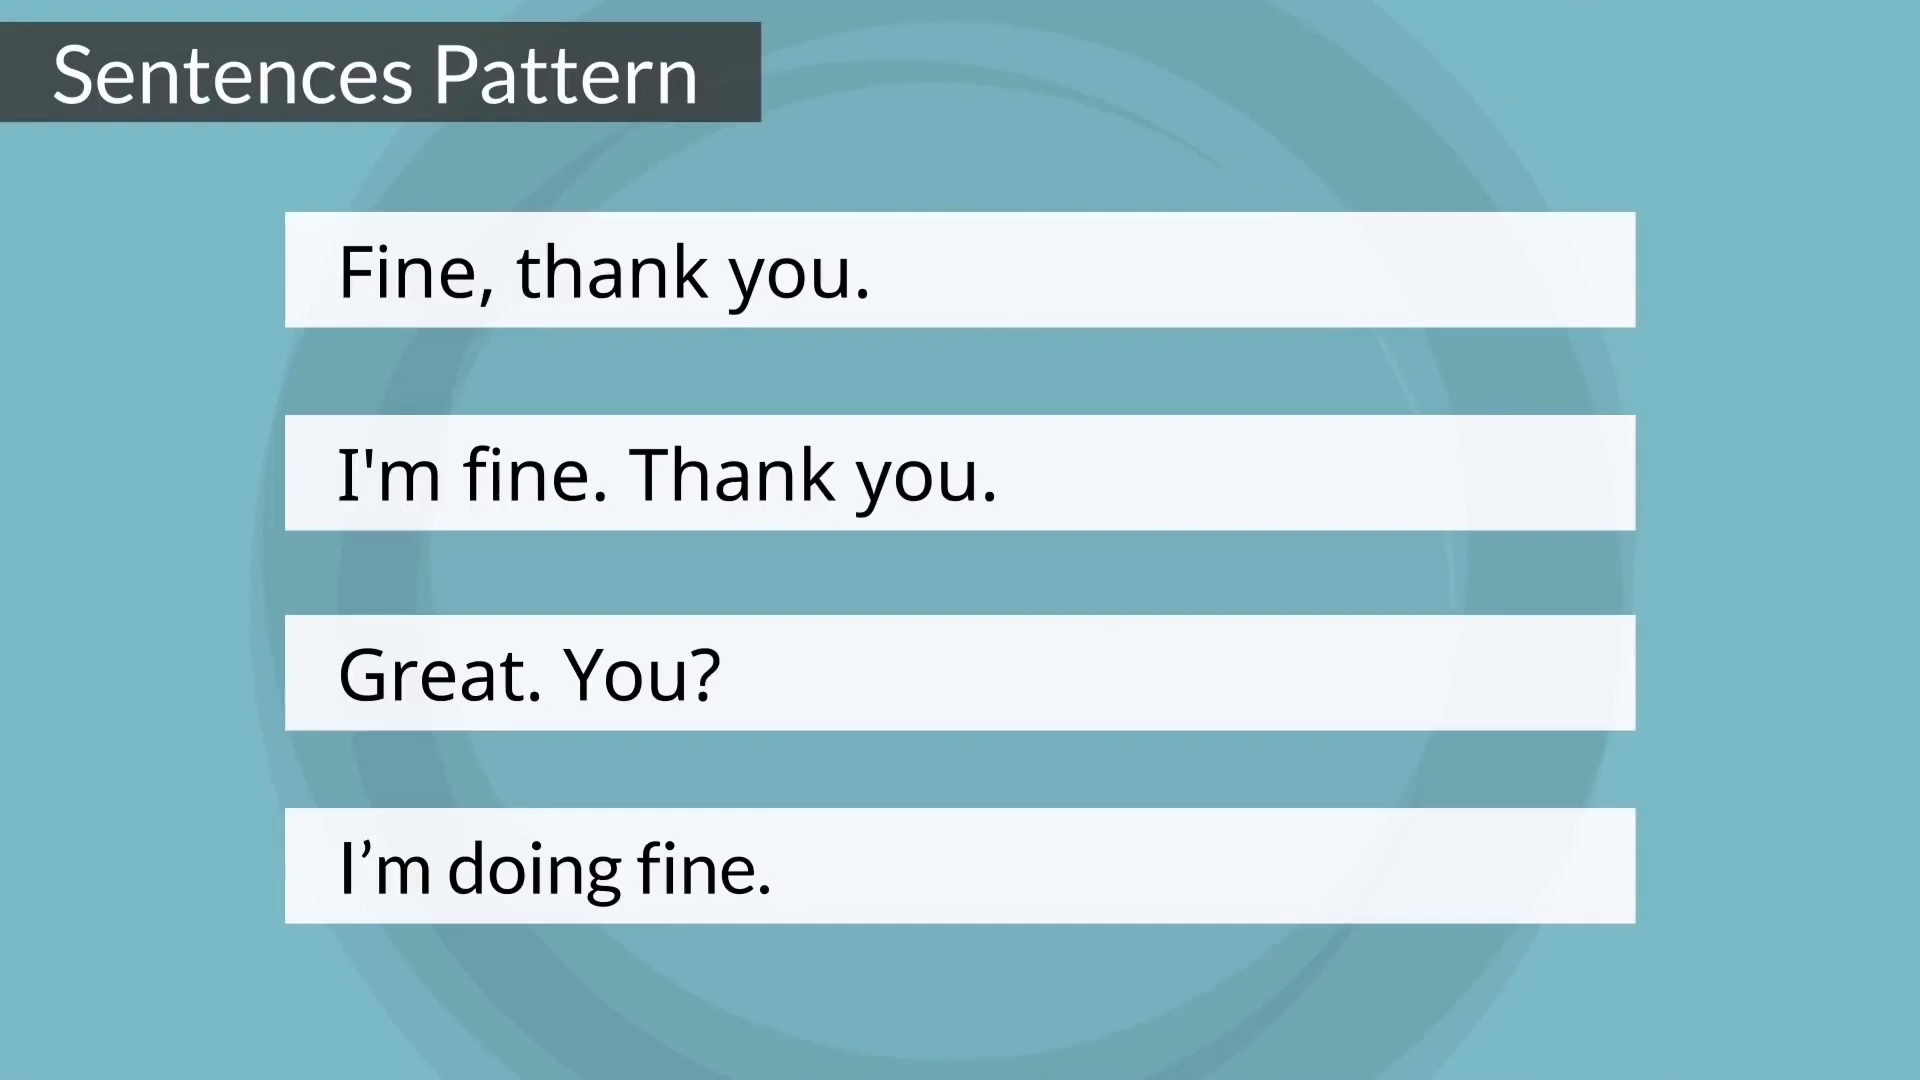 Sentences Pattern
Fine, thank you.
I'm fine. Thank you.
Great. You?
I’m doing fine.